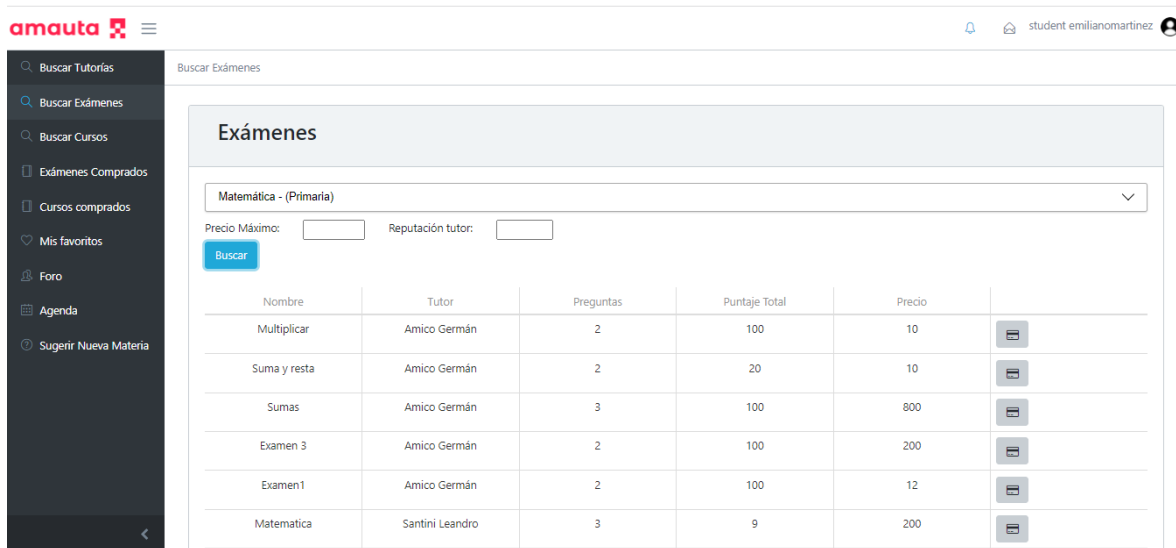 amauta
student emilianomartinez
Buscar Tutorías
Buscar Exámenes
Buscar Cursos
Exámenes Comprados
Cursos comprados
Mis favoritos
Foro
Agenda
Sugerir Nueva Materia
Buscar Exámenes
Exámenes
Matemática - (Primaria)
Precio Máximo: Reputación tutor:
Buscar
Nombre Tutor Preguntas Puntaje Total Precio
Multiplicar Amico Germán 2 100 10
Suma y resta Amico Germán 2 20 10
Sumas Amico Germán 3 100 800
Examen 3 Amico Germán 2 100 200
Examen1 Amico Germán 2 100 12
Matematica Santini Leandro 3 9 200